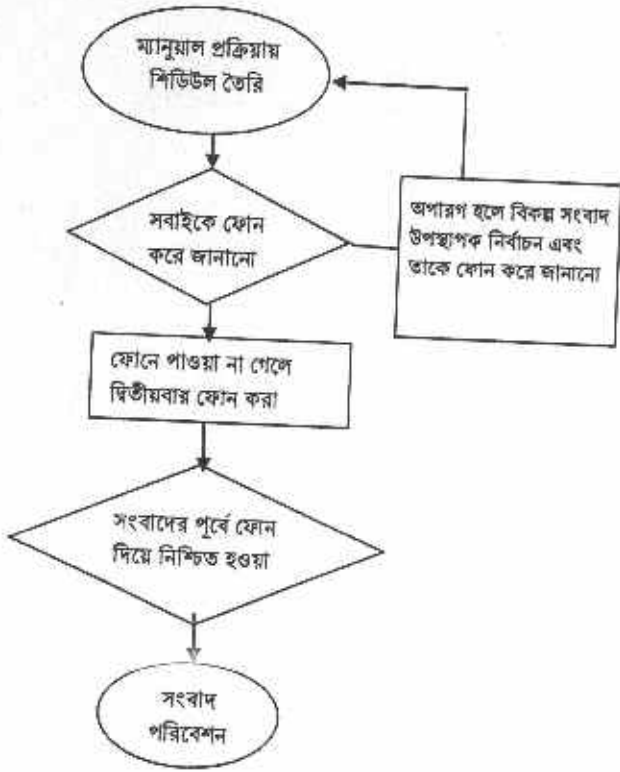 ম্যানুয়াল প্রক্রিয়ায়
শিডিউল তৈরি
সবাইকে ফোন
করে জানানো
অপারগ হলে বিকল্প সংবাদ
উপস্থাপক নির্বাচন এবং
তাকে ফোন করে জানানো
ফোনে পাওয়া না গেলে
দ্বিতীয়বার ফোন করা
সংবাদের পূর্বে ফোন
দিয়ে নিশ্চিত হওয়া
সংবাদ
পরিবেশন